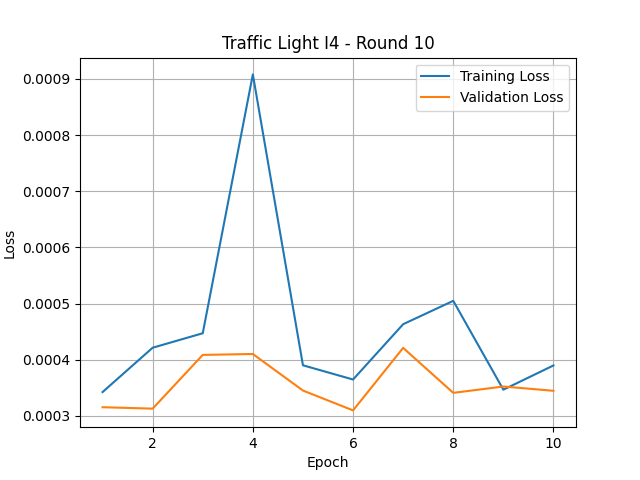 Traffic Light I4 - Round 10
Training Loss
Validation Loss
0.0009
0.0008
0.0007
0.0006
0.0005
0.0004
0.0003
Loss
2
4
6
8
10
Epoch